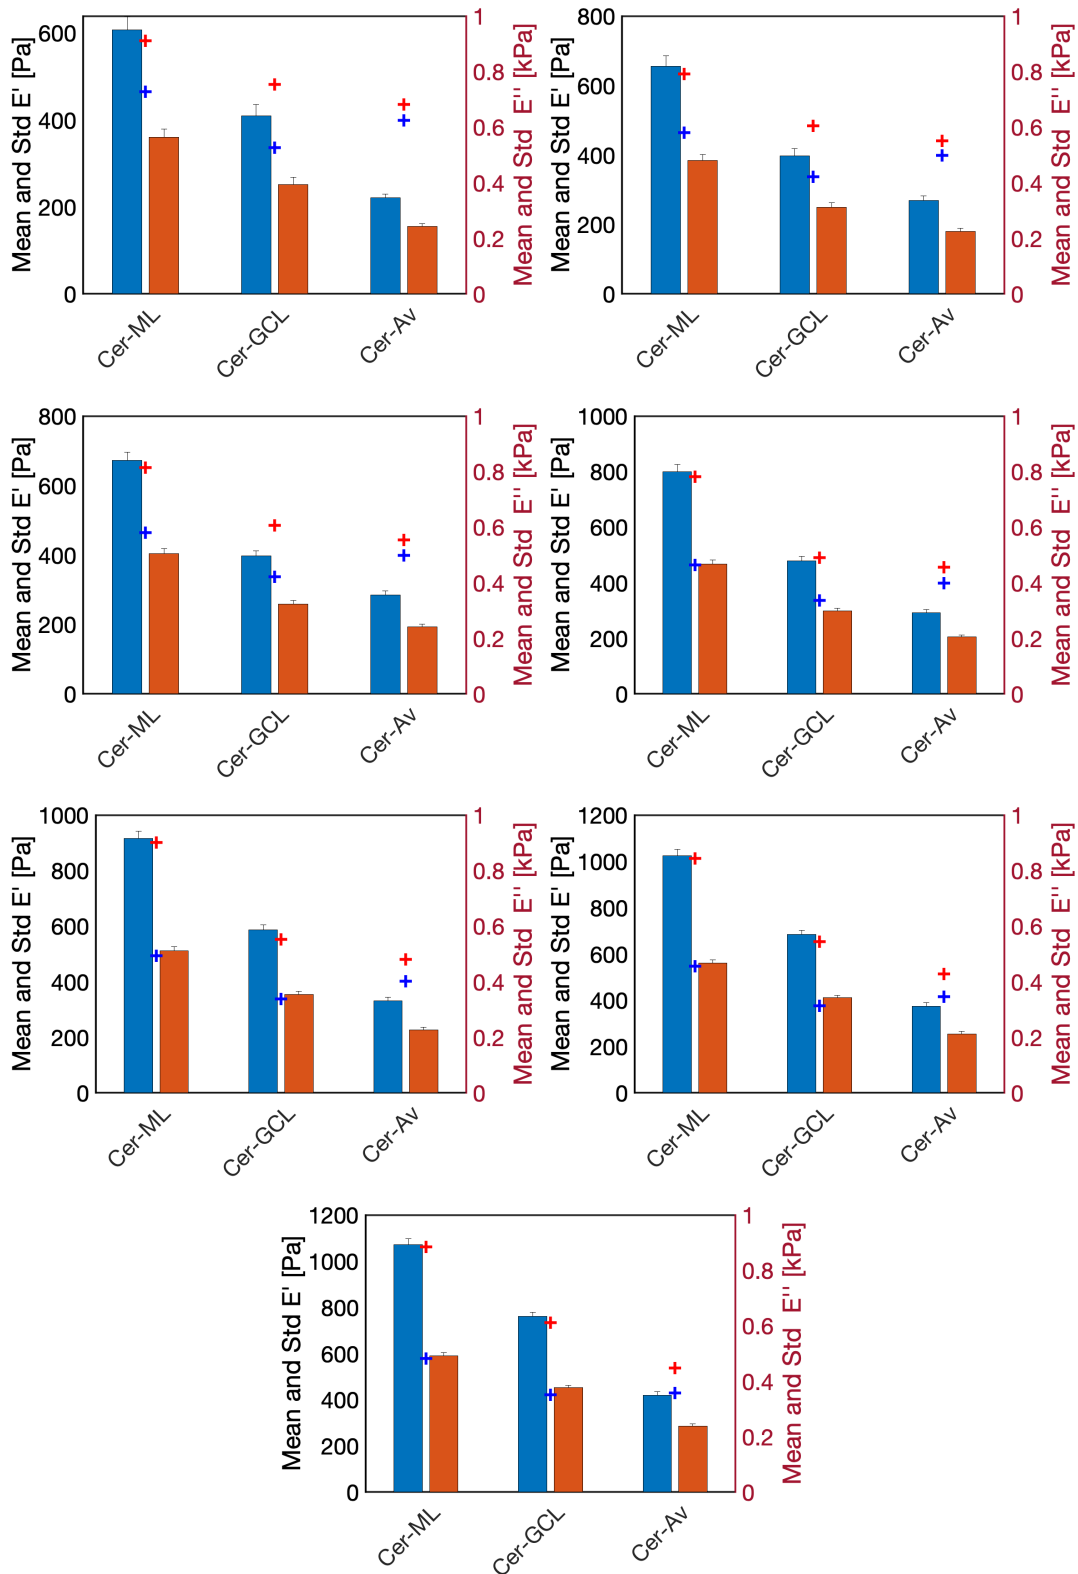 Mean and Std E' [Pa]
600
400
200
0
1
0.8
0.6
0.4
0.2
0
Mean and Std E'' [kPa]
Cer-ML
Cer-GCL
Cer-Av
Mean and Std E' [Pa]
800
600
400
200
0
1
0.8
0.6
0.4
0.2
0
Mean and Std E'' [kPa]
Cer-ML
Cer-GCL
Cer-Av
Mean and Std E' [Pa]
800
600
400
200
0
1
0.8
0.6
0.4
0.2
0
Mean and Std E'' [kPa]
Cer-ML
Cer-GCL
Cer-Av
Mean and Std E' [Pa]
1000
800
600
400
200
0
1
0.8
0.6
0.4
0.2
0
Mean and Std E'' [kPa]
Cer-ML
Cer-GCL
Cer-Av
Mean and Std E' [Pa]
1000
800
600
400
200
0
1
0.8
0.6
0.4
0.2
0
Mean and Std E'' [kPa]
Cer-ML
Cer-GCL
Cer-Av
Mean and Std E' [Pa]
1200
1000
800
600
400
200
0
1
0.8
0.6
0.4
0.2
0
Mean and Std E'' [kPa]
Cer-ML
Cer-GCL
Cer-Av
Mean and Std E' [Pa]
1200
1000
800
600
400
200
0
1
0.8
0.6
0.4
0.2
0
Mean and Std E'' [kPa]
Cer-ML
Cer-GCL
Cer-Av